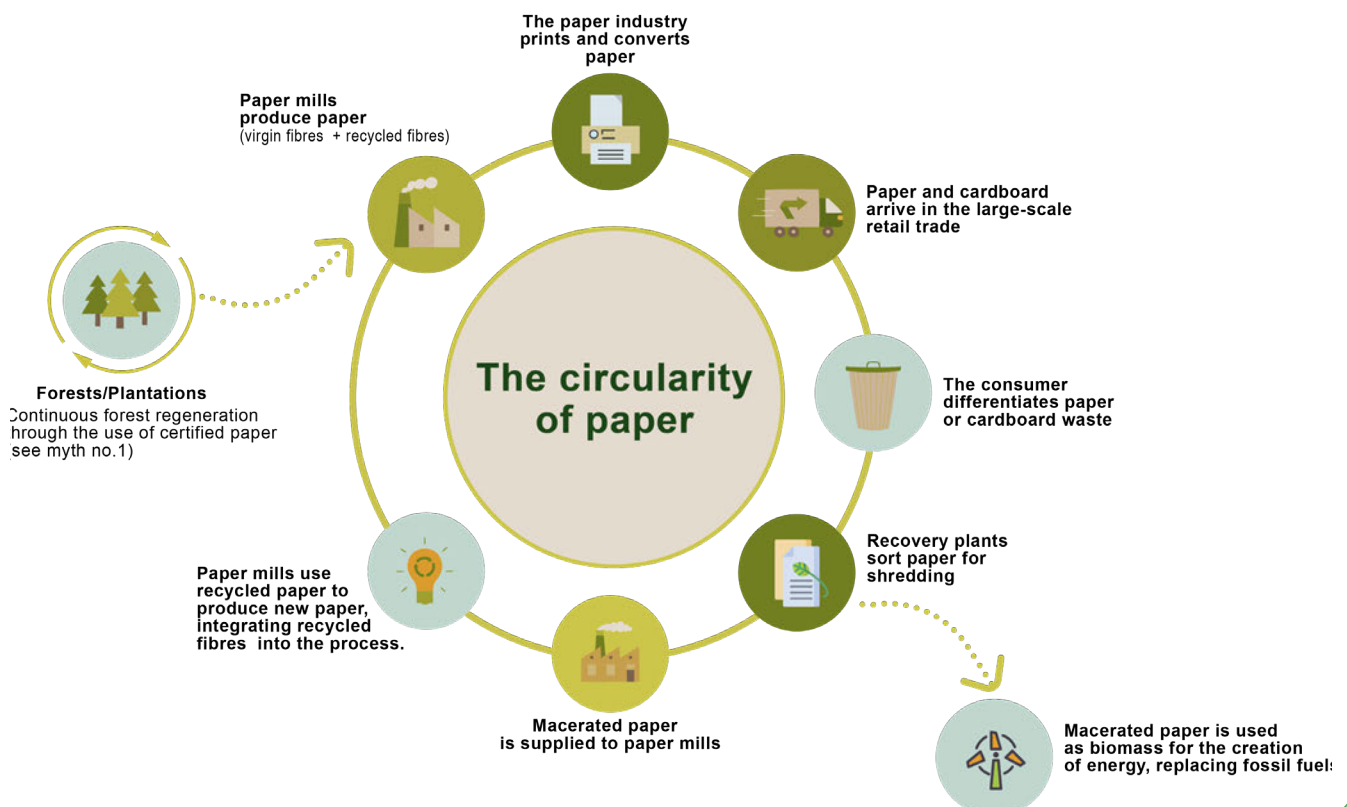 The paper industry
prints and converts
paper
Paper mills
produce paper
(virgin fibres + recycled fibres)
Paper and cardboard
arrive in the large-scale
retail trade
The circularity
of paper
The consumer
differentiates paper
or cardboard waste
Forests/Plantations
Continuous forest regeneration
hrough the use of certified paper
(see myth no.1)
Recovery plants
sort paper for
shredding
Paper mills use
recycled paper to
produce new paper,
integrating recycled
fibres into the process.
Macerated paper
is supplied to paper mills
Macerated paper is used
as biomass for the creation
of energy, replacing fossil fuels